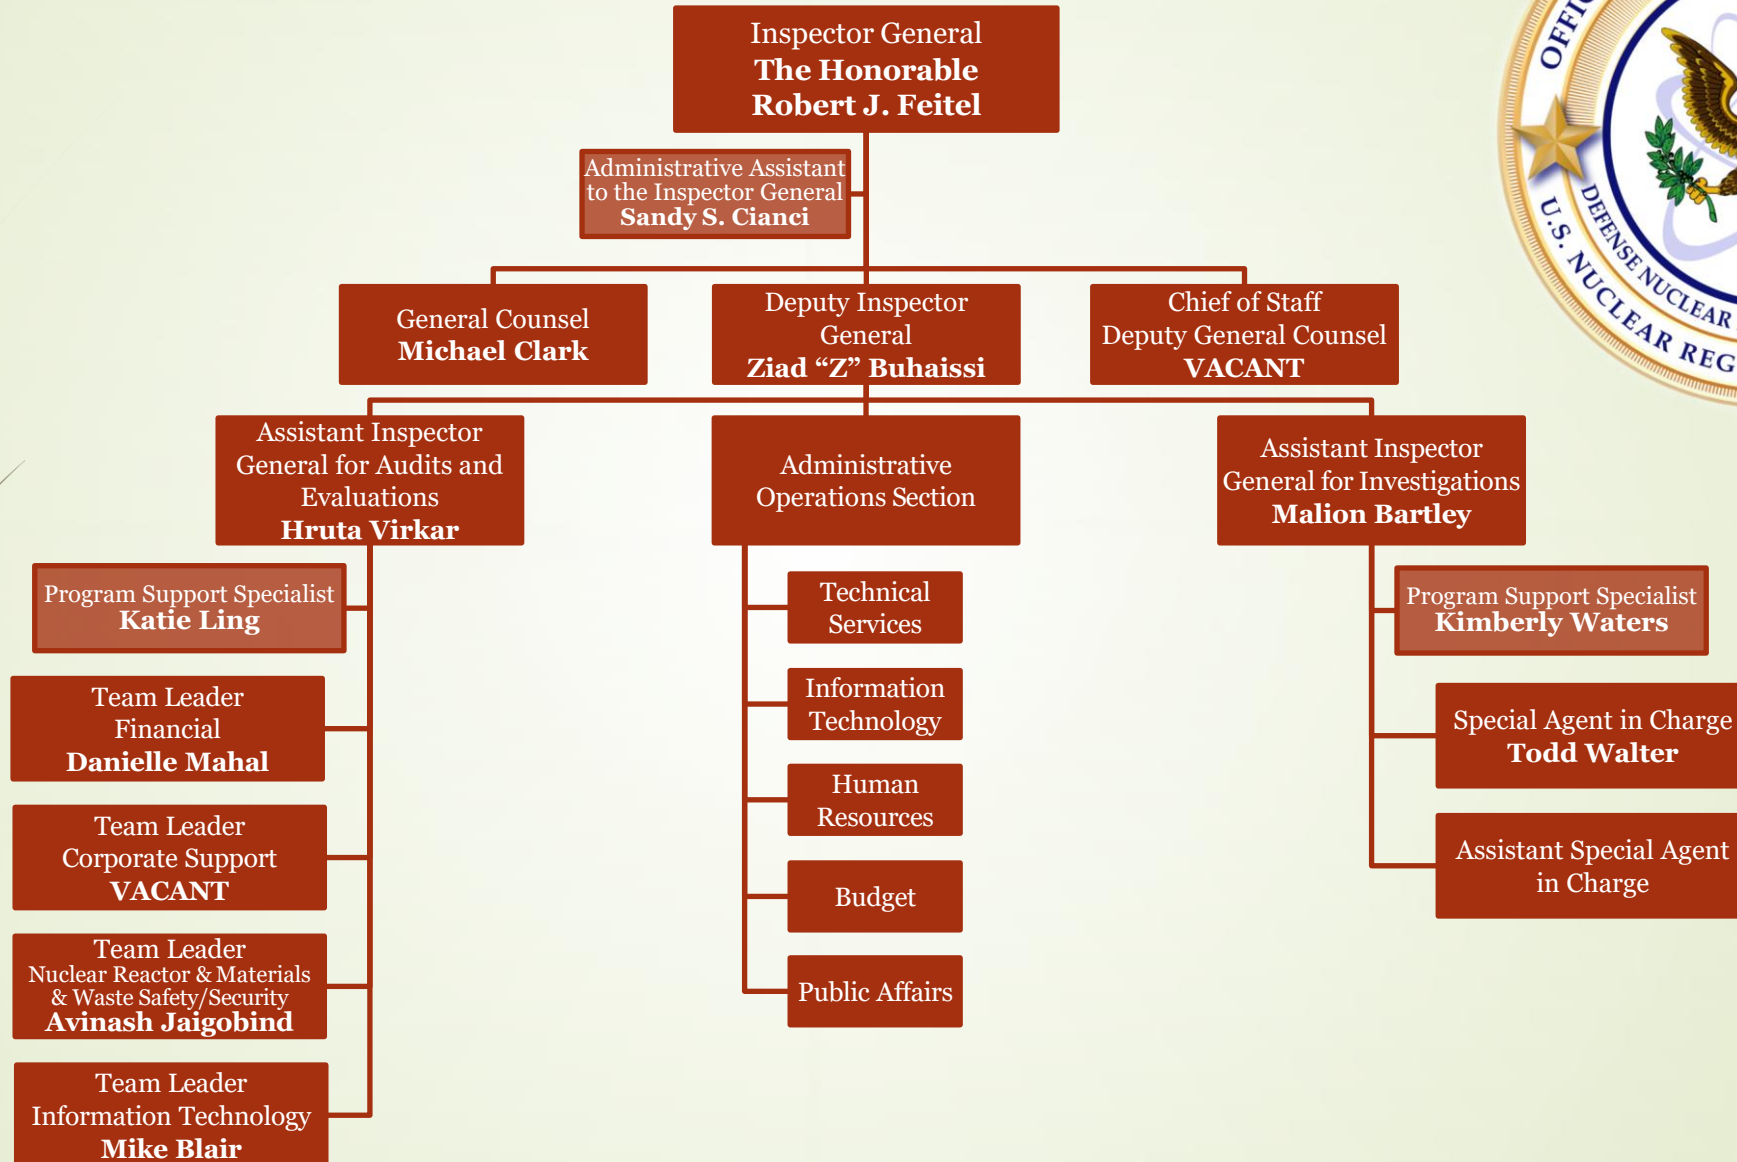 Inspector General
The Honorable
Robert J. Feitel
Administrative Assistant
to the Inspector General
Sandy S. Cianci
General Counsel
Michael Clark
Deputy Inspector
General
Ziad “Z” Buhaissi
Chief of Staff
Deputy General Counsel
VACANT
Assistant Inspector
General for Audits and
Evaluations
Hruta Virkar
Administrative
Operations Section
Assistant Inspector
General for Investigations
Malion Bartley
Program Support Specialist
Katie Ling
Team Leader
Financial
Danielle Mahal
Team Leader
Corporate Support
VACANT
Team Leader
Nuclear Reactor & Materials
& Waste Safety/Security
Avinash Jaigobind
Team Leader
Information Technology
Mike Blair
Technical
Services
Information
Technology
Human
Resources
Budget
Public Affairs
Program Support Specialist
Kimberly Waters
Special Agent in Charge
Todd Walter
Assistant Special Agent
in Charge
DEFENSE NUCLEAR
U.S. NUCLEAR